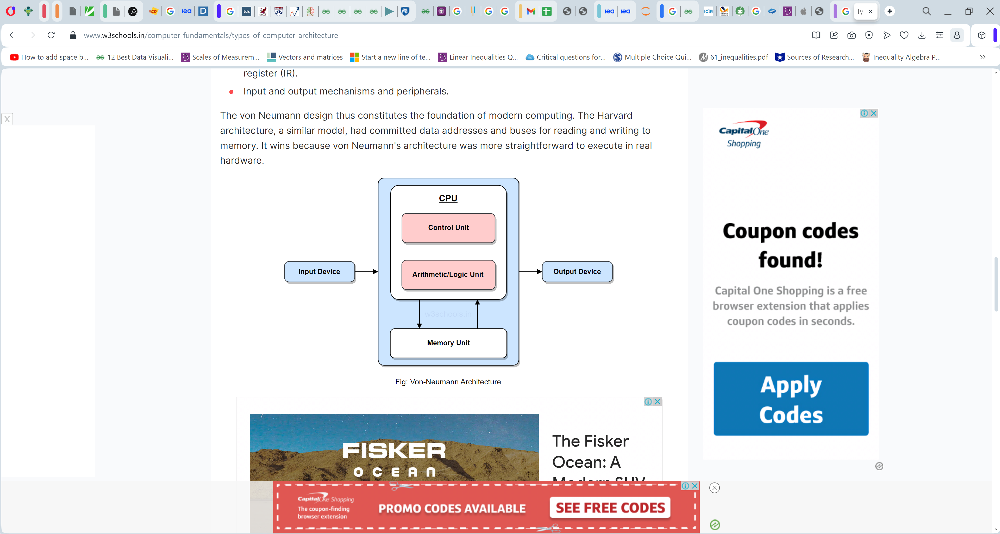 tds
iea
D
iea
iea
ICIR
Ty
www.w3schools.in/computer-fundamentals/types-of-computer-architecture
How to add space b...
12 Best Data Visuali...
Scales of Measurem...
Vectors and matrices
Start a new line of te...
Linear Inequalities Q...
Critical questions for...
Multiple Choice Qui...
61_inequalities.pdf
Sources of Research...
Inequality Algebra P...
register (IR).
Input and output mechanisms and peripherals.
The von Neumann design thus constitutes the foundation of modern computing. The Harvard
architecture, a similar model, had committed data addresses and buses for reading and writing to
memory. It wins because von Neumann's architecture was more straightforward to execute in real
hardware.
X
CPU
Control Unit
Input Device
Arithmetic/Logic Unit
Output Device
w3schools.in
Memory Unit
Fig: Von-Neumann Architecture
Capital One
Shopping
Coupon codes
found!
Capital One Shopping is a free
browser extension that applies
coupon codes in seconds.
Apply
Codes
FISKER
OCEAN
The Fisker
Ocean: A
Modern SUV
Capital One Shopping
The coupon-finding
browser extension
PROMO CODES AVAILABLE
SEE FREE CODES